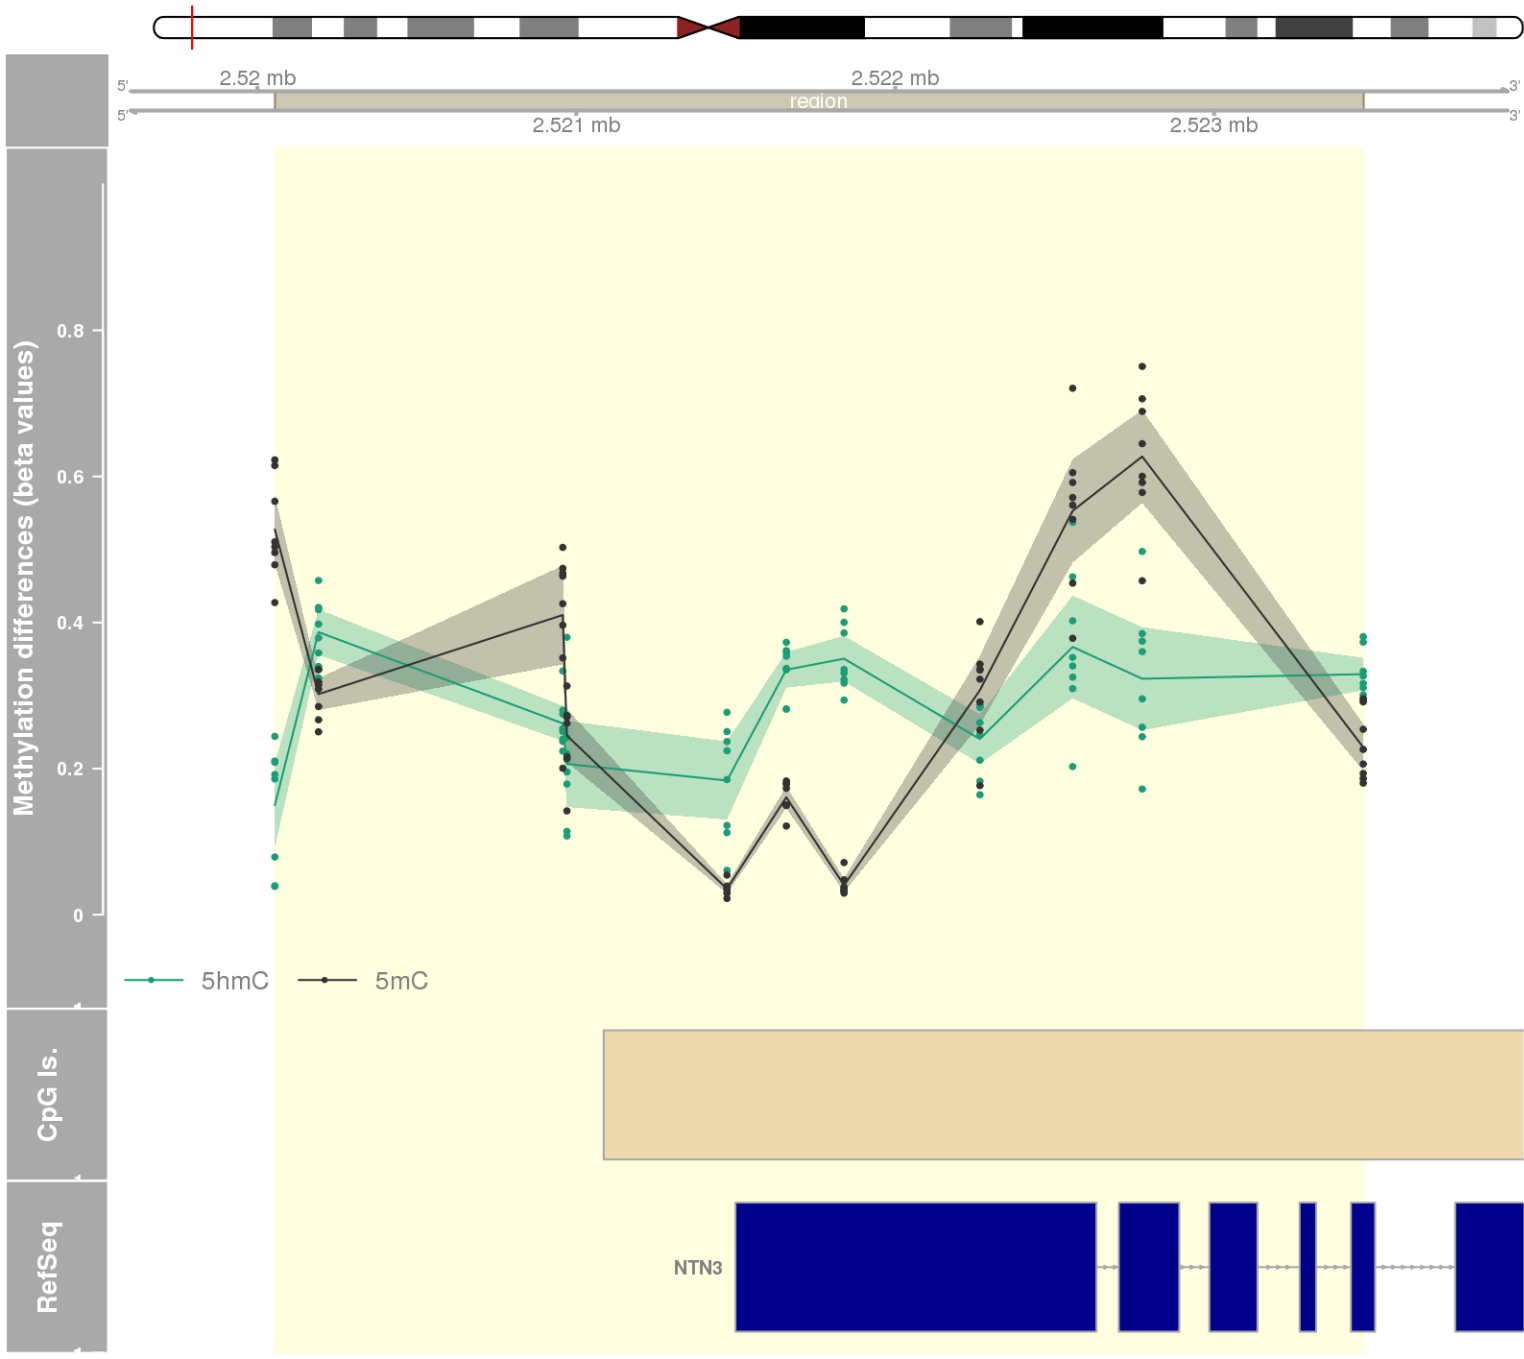 2.52 mb
2.522 mb
5'
3'
region
5'
3'
2.521 mb
2.523 mb
Methylation differences (beta values)
0.8
0.6
0.4
0.2
0
5hmC
5mC
CpG Is.
RefSeq
NTN3